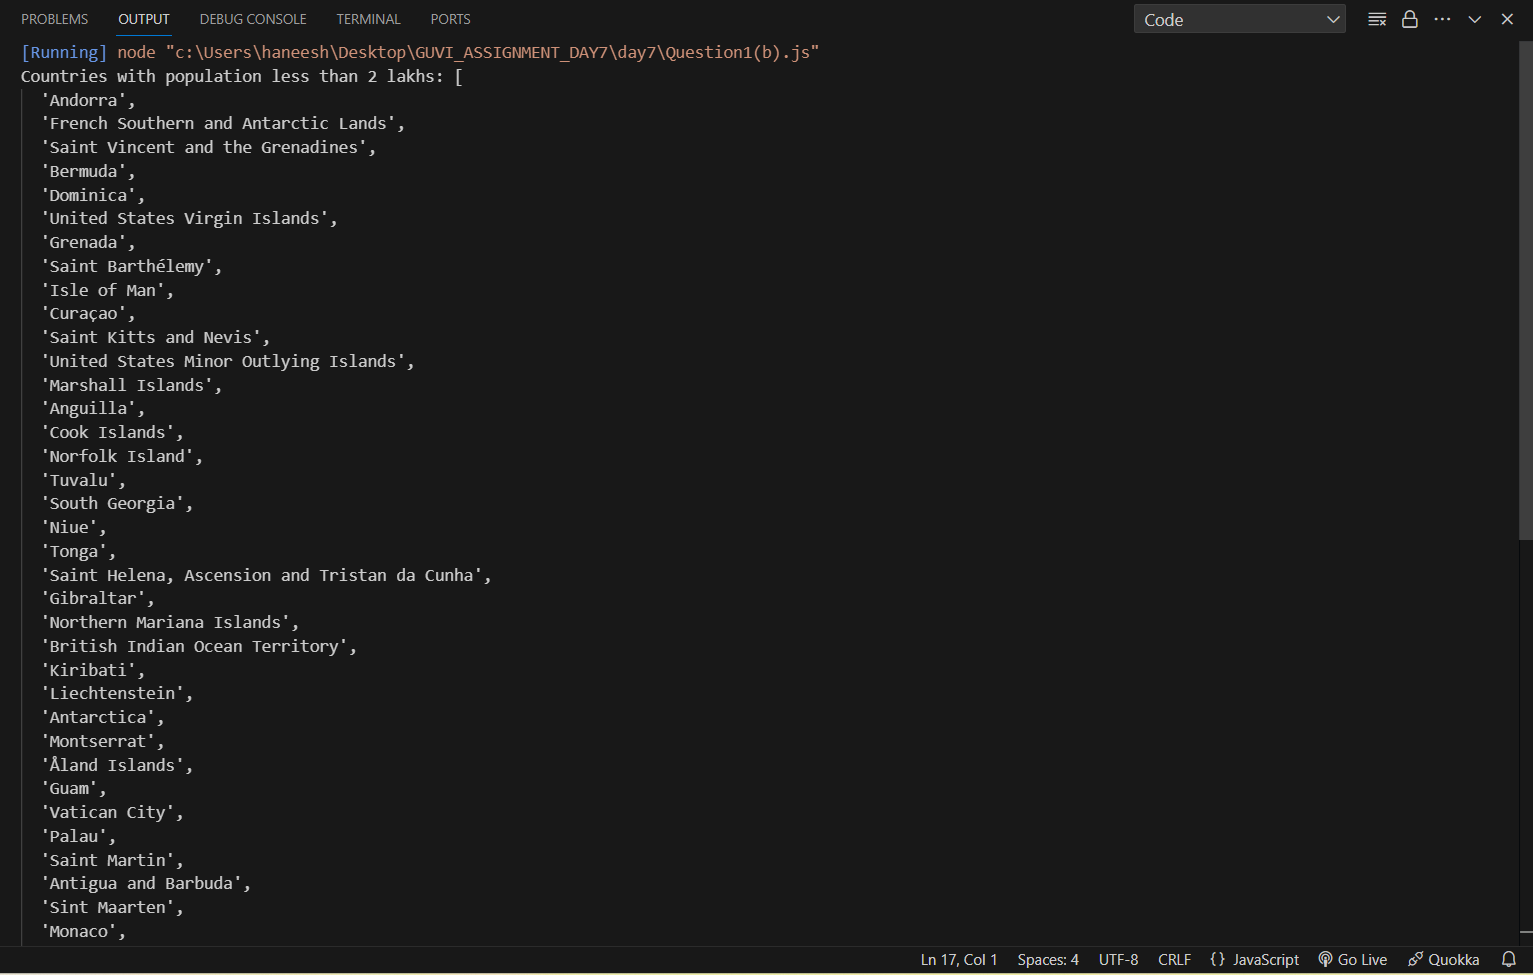 PROBLEMS OUTPUT DEBUG CONSOLE TERMINAL PORTS Code
[Running] node "c:\Users\haneesh\Desktop\GUVI_ASSIGNMENT_DAY7\day7\Question1(b).js"
Countries with population less than 2 lakhs: [
'Andorra',
'French Southern and Antarctic Lands',
'Saint Vincent and the Grenadines',
'Bermuda',
'Dominica',
'United States Virgin Islands',
'Grenada',
'Saint Barthélemy',
'Isle of Man',
'Curaçao',
'Saint Kitts and Nevis',
'United States Minor Outlying Islands',
'Marshall Islands',
'Anguilla',
'Cook Islands',
'Norfolk Island',
'Tuvalu',
'South Georgia',
'Niue',
'Tonga',
'Saint Helena, Ascension and Tristan da Cunha',
'Gibraltar',
'Northern Mariana Islands',
'British Indian Ocean Territory',
'Kiribati',
'Liechtenstein',
'Antarctica',
'Montserrat',
'Åland Islands',
'Guam',
'Vatican City',
'Palau',
'Saint Martin',
'Antigua and Barbuda',
'Sint Maarten',
'Monaco',
Ln 17, Col 1 Spaces: 4 UTF-8 CRLF {} JavaScript Go Live Quokka